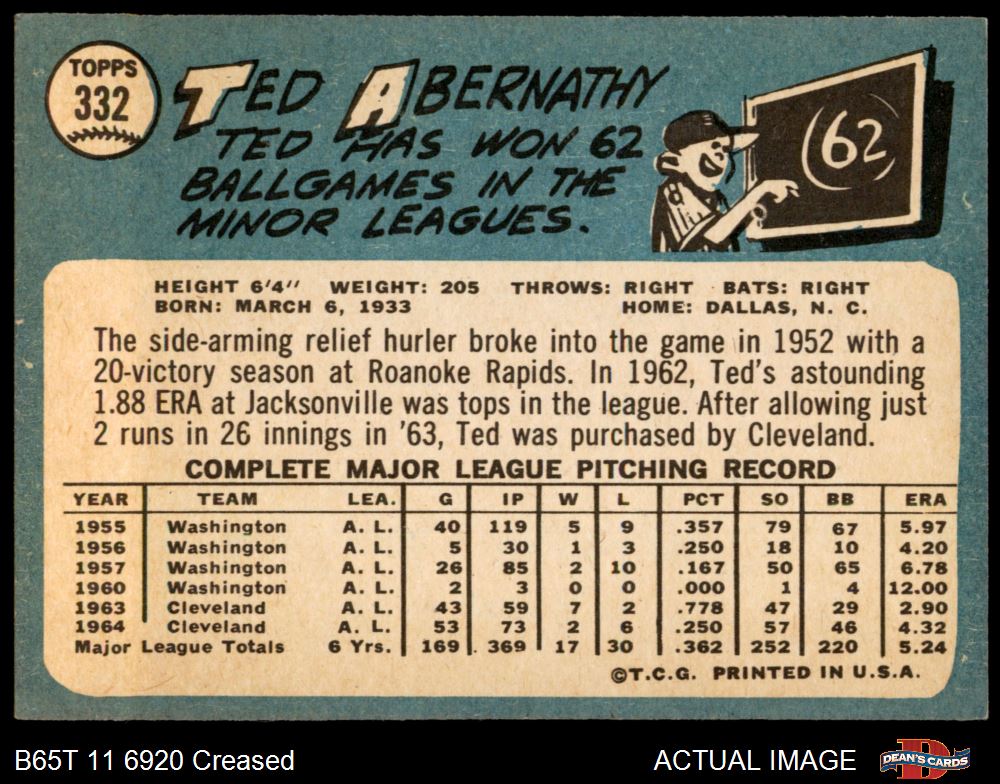 TOPPS
332
TED ABERNATHY
TED HAS WON 62
BALLGAMES IN THE
MINOR LEAGUES.
62
HEIGHT 6'4" WEIGHT: 205 THROWS: RIGHT BATS: RIGHT
BORN: MARCH 6, 1933 HOME: DALLAS, N. C.
The side-arming relief hurler broke into the game in 1952 with a
20-victory season at Roanoke Rapids. In 1962, Ted's astounding
1.88 ERA at Jacksonville was tops in the league. After allowing just
2 runs in 26 innings in '63, Ted was purchased by Cleveland.
COMPLETE MAJOR LEAGUE PITCHING RECORD
YEAR TEAM LEA. G IP W L PCT SO BB ERA
1955 Washington A. L. 40 119 5 9 .357 79 67 5.97
1956 Washington A. L. 5 30 1 3 .250 18 10 4.20
1957 Washington A. L. 26 85 2 10 .167 50 65 6.78
1960 Washington A. L. 2 3 0 0 .000 1 4 12.00
1963 Cleveland A. L. 43 59 7 2 .778 47 29 2.90
1964 Cleveland A. L. 53 73 2 6 .250 57 46 4.32
Major League Totals 6 Yrs. 169 369 17 30 .362 252 220 5.24
©T.C.G. PRINTED IN U.S.A.
B65T 11 6920 Creased
ACTUAL IMAGE
D
DEAN'S CARDS